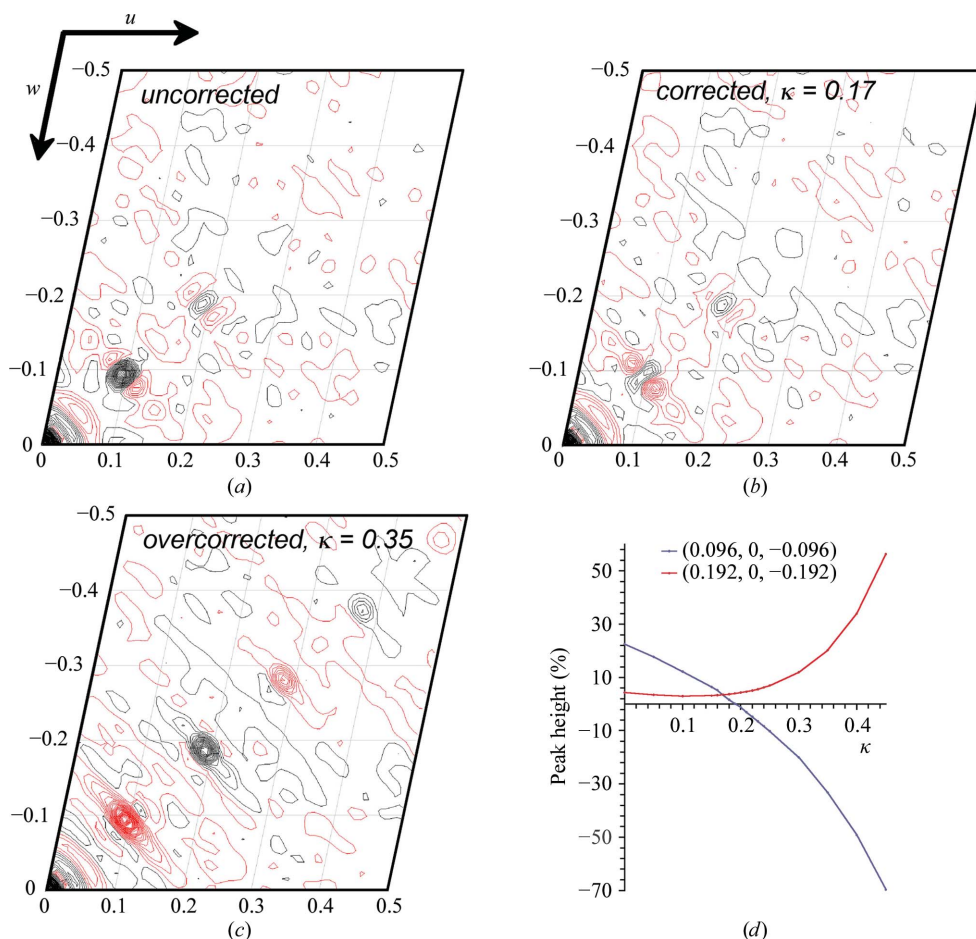 u
w
−0.5
uncorrected
−0.4
−0.3
−0.2
−0.1
0
0 0.1 0.2 0.3 0.4 0.5
(a)
−0.5
corrected, κ = 0.17
−0.4
−0.3
−0.2
−0.1
0
0 0.1 0.2 0.3 0.4 0.5
(b)
−0.5
overcorrected, κ = 0.35
−0.4
−0.3
−0.2
−0.1
0
0 0.1 0.2 0.3 0.4 0.5
(c)
(0.096, 0, −0.096)
(0.192, 0, −0.192)
Peak height (%)
50
30
10
−10
−30
−50
−70
0 0.1 0.2 0.3 0.4
κ
(d)